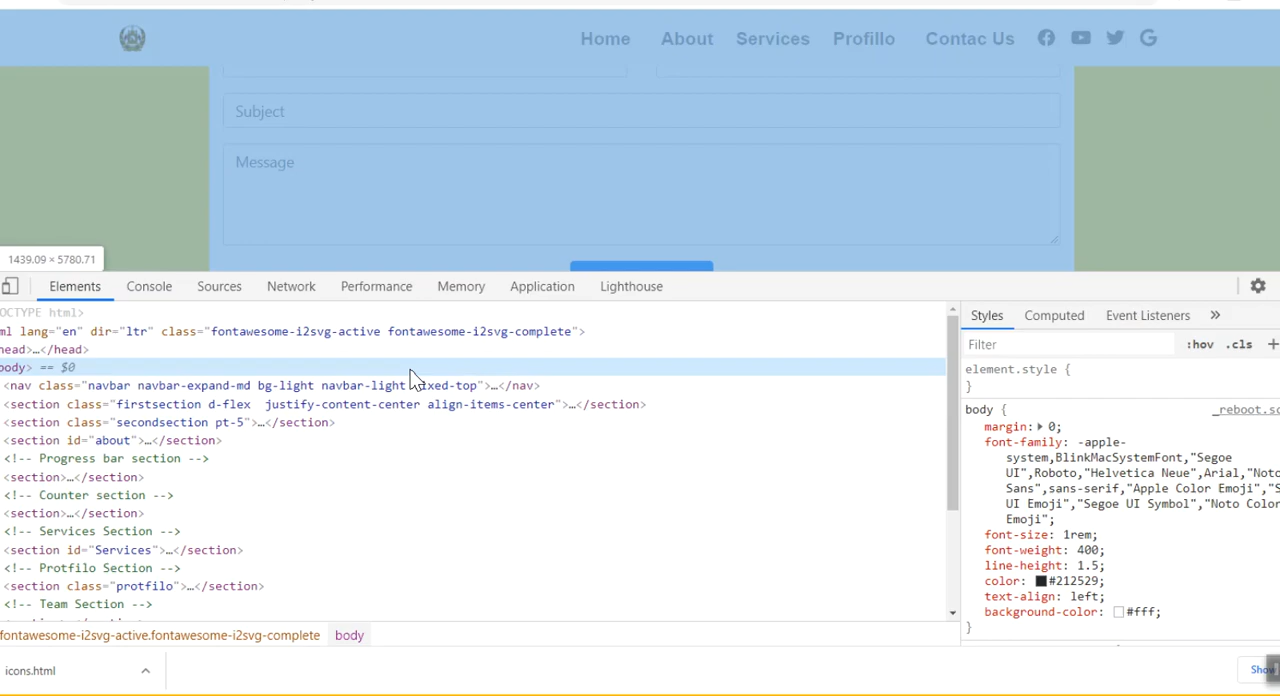 Home About Services Profillo Contac Us
Subject
Message
1439.09 × 5780.71
Elements Console Sources Network Performance Memory Application Lighthouse
OCTYPE html>
ml lang="en" dir="ltr" class="fontawesome-i2svg-active fontawesome-i2svg-complete">
head>…</head>
body> == $0
<nav class="navbar navbar-expand-md bg-light navbar-light fixed-top">…</nav>
<section class="firstsection d-flex  justify-content-center align-items-center">…</section>
<section class="secondsection pt-5">…</section>
<section id="about">…</section>
<!-- Progress bar section -->
<section>…</section>
<!-- Counter section -->
<section>…</section>
<!-- Services Section -->
<section id="Services">…</section>
<!-- Protfilo Section -->
<section class="protfilo">…</section>
<!-- Team Section -->
fontawesome-i2svg-active.fontawesome-i2svg-complete body
Styles Computed Event Listeners »
Filter :hov .cls +
element.style {
}
body { _reboot.sc
margin: 0;
font-family: -apple-
system,BlinkMacSystemFont,"Segoe
UI",Roboto,"Helvetica Neue",Arial,"Noto
Sans",sans-serif,"Apple Color Emoji","S
UI Emoji","Segoe UI Symbol","Noto Color
Emoji";
font-size: 1rem;
font-weight: 400;
line-height: 1.5;
color: #212529;
text-align: left;
background-color: #fff;
}
icons.html
Show